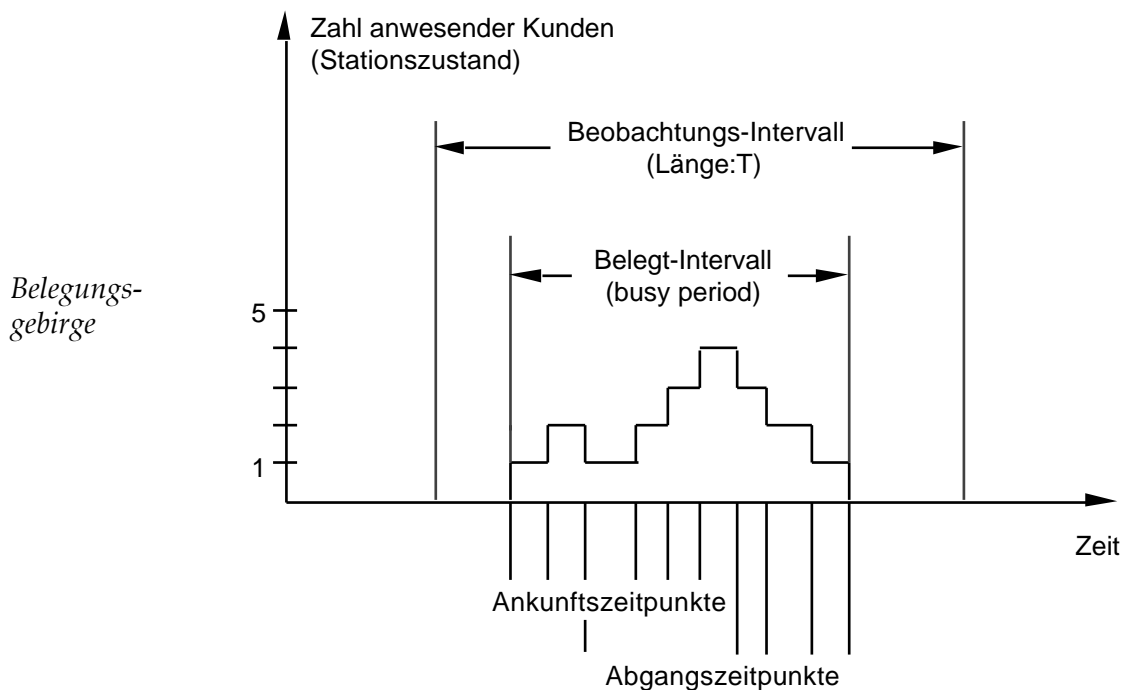 Zahl anwesender Kunden
(Stationszustand)
Beobachtungs-Intervall
(Länge:T)
Belegt-Intervall
(busy period)
Belegungs-
gebirge
5
1
Zeit
Ankunftszeitpunkte
Abgangszeitpunkte